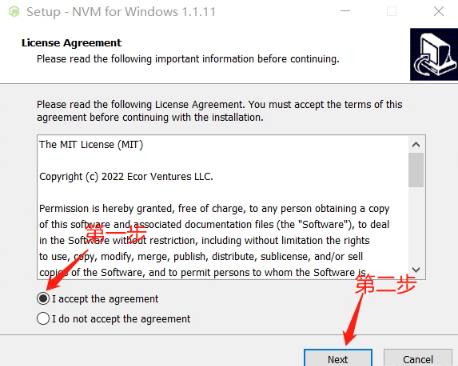 Setup - NVM for Windows 1.1.11
License Agreement
Please read the following important information before continuing.
Please read the following License Agreement. You must accept the terms of this
agreement before continuing with the installation.
The MIT License (MIT)
Copyright (c) 2022 Ecor Ventures LLC.
Permission is hereby granted, free of charge, to any person obtaining a copy
of this software and associated documentation files (the "Software"), to deal
in the Software without restriction, including without limitation the rights
to use, copy, modify, merge, publish, distribute, sublicense, and/or sell
copies of the Software, and to permit persons to whom the Software is
第一步
I accept the agreement
I do not accept the agreement
第二步
Next
Cancel